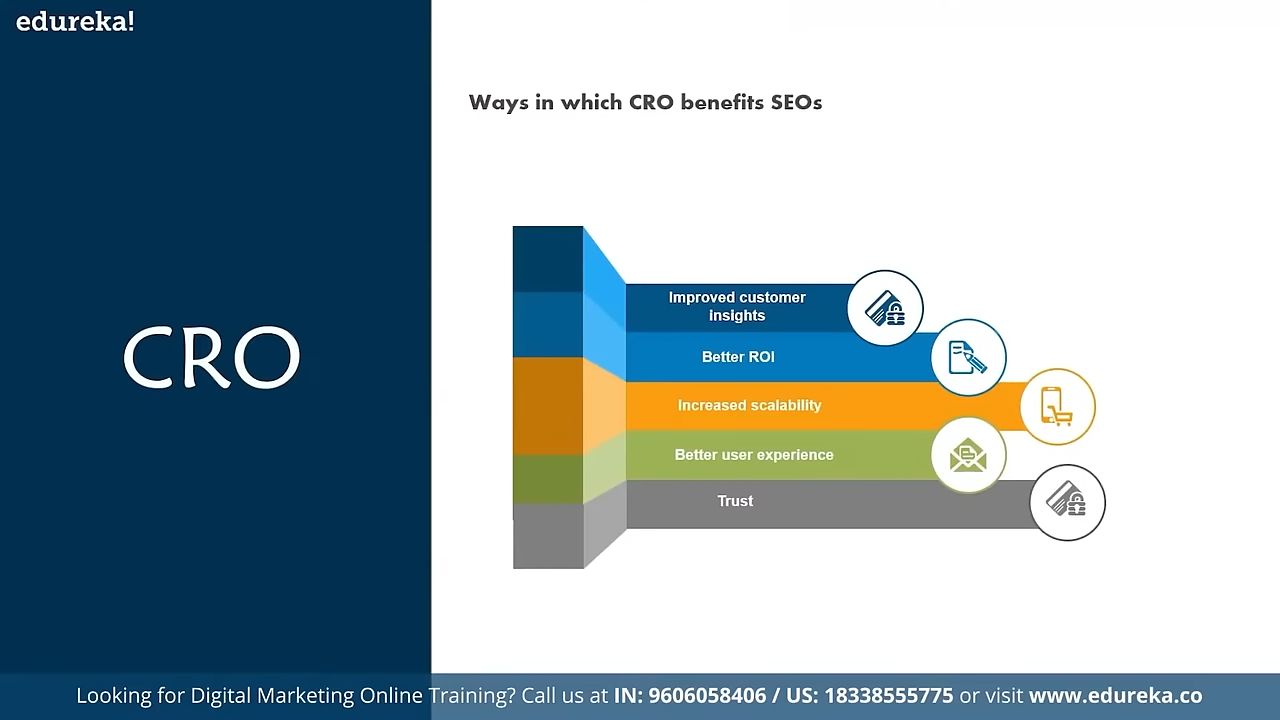 edureka!
Ways in which CRO benefits SEOs
CRO
Improved customer
insights
Better ROI
Increased scalability
Better user experience
Trust
Looking for Digital Marketing Online Training? Call us at IN: 9606058406 / US: 18338555775 or visit www.edureka.co